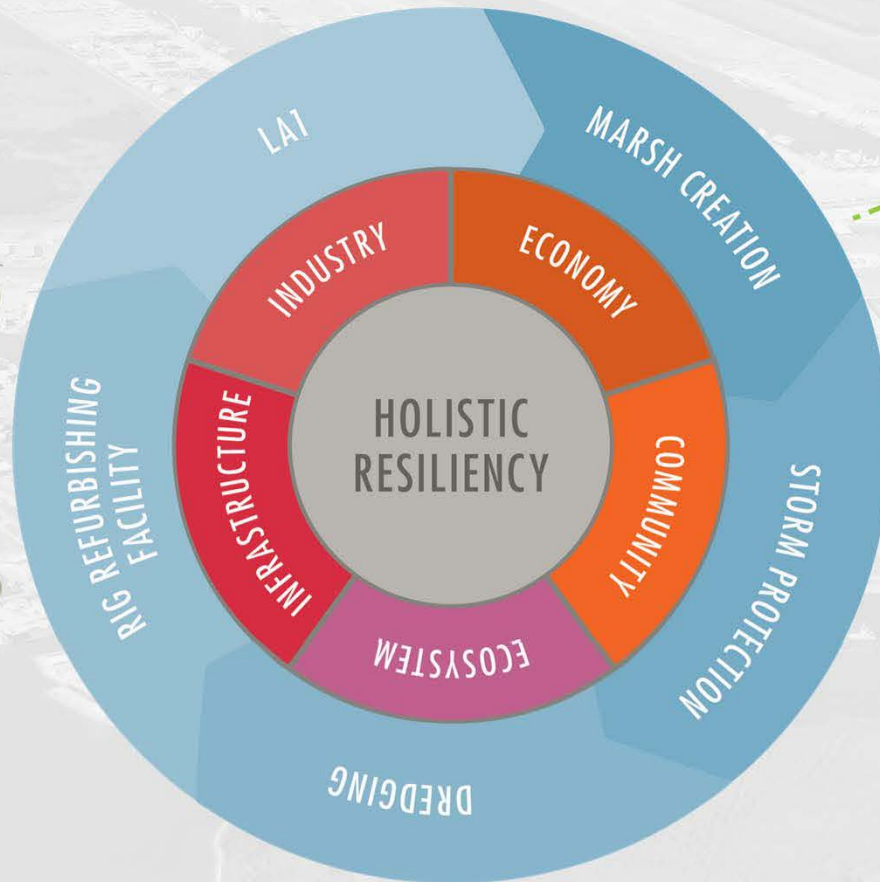 HOLISTIC
RESILIENCY
ECONOMY
COMMUNITY
ECOSYSTEM
INFRASTRUCTURE
INDUSTRY
MARSH CREATION
STORM PROTECTION
DREDGING
RIG REFURBISHING
FACILITY
LA1